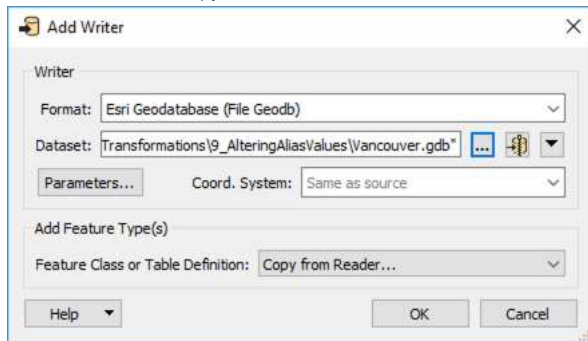 Add Writer
Writer
Format: Esri Geodatabase (File Geodb)
Dataset: Transformations\9_AlteringAliasValues\Vancouver.gdb" ...
Parameters... Coord. System: Same as source
Add Feature Type(s)
Feature Class or Table Definition: Copy from Reader...
Help OK Cancel